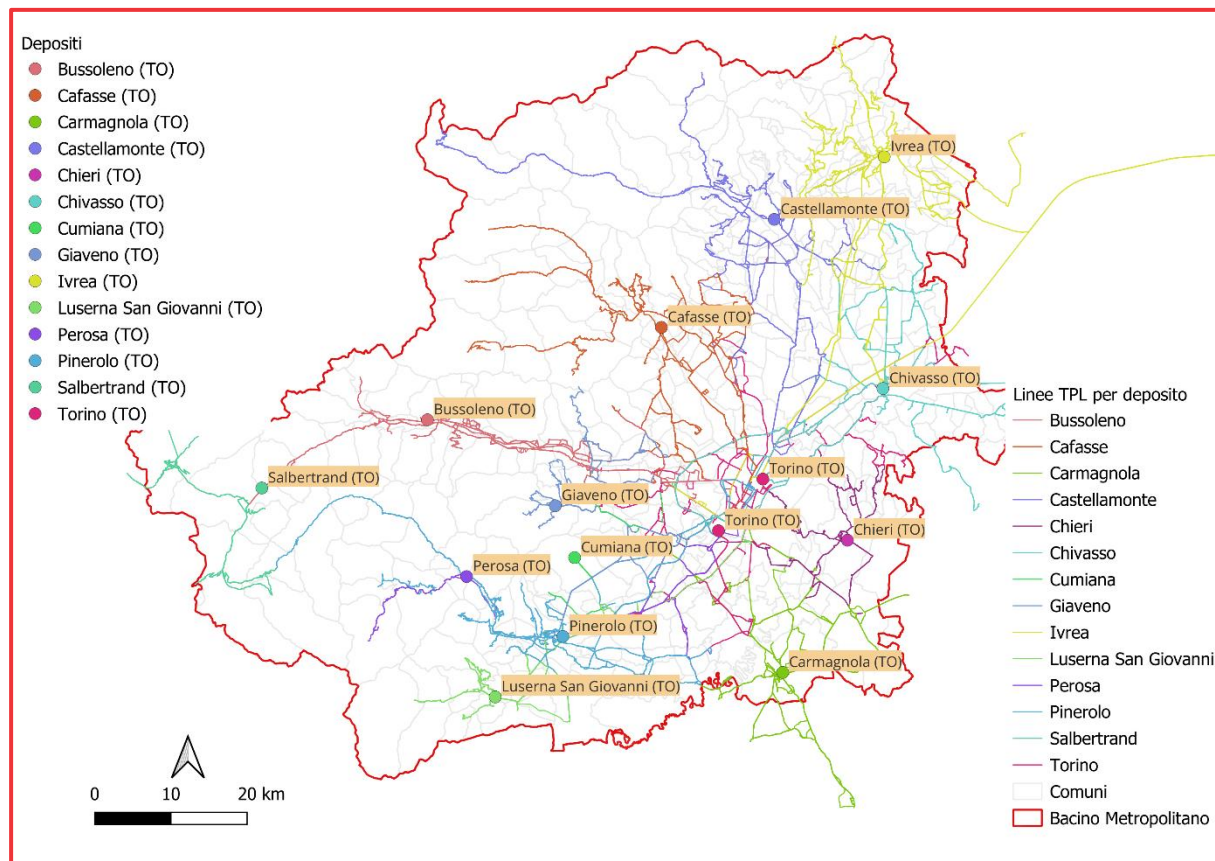 Depositi
Bussoleno (TO)
Cafasse (TO)
Carmagnola (TO)
Castellamonte (TO)
Chieri (TO)
Chivasso (TO)
Cumiana (TO)
Giaveno (TO)
Ivrea (TO)
Luserna San Giovanni (TO)
Perosa (TO)
Pinerolo (TO)
Salbertrand (TO)
Torino (TO)
Ivrea (TO)
Castellamonte (TO)
Cafasse (TO)
Chivasso (TO)
Bussoleno (TO)
Torino (TO)
Salbertrand (TO)
Giaveno (TO)
Torino (TO)
Chieri (TO)
Cumiana (TO)
Perosa (TO)
Pinerolo (TO)
Carmagnola (TO)
Luserna San Giovanni (TO)
0 10 20 km
Linee TPL per deposito
Bussoleno
Cafasse
Carmagnola
Castellamonte
Chieri
Chivasso
Cumiana
Giaveno
Ivrea
Luserna San Giovanni
Perosa
Pinerolo
Salbertrand
Torino
Comuni
Bacino Metropolitano